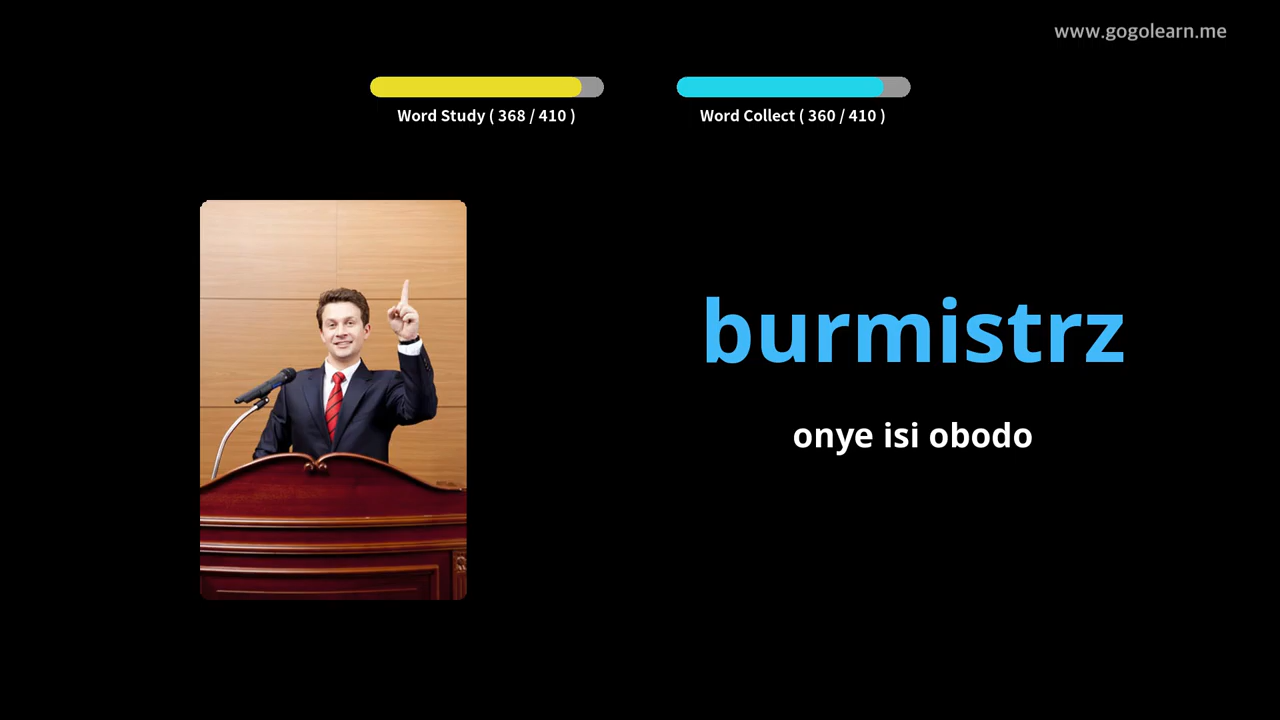 www.gogolearn.me
Word Study ( 368 / 410 )
Word Collect ( 360 / 410 )
burmistrz
onye isi obodo